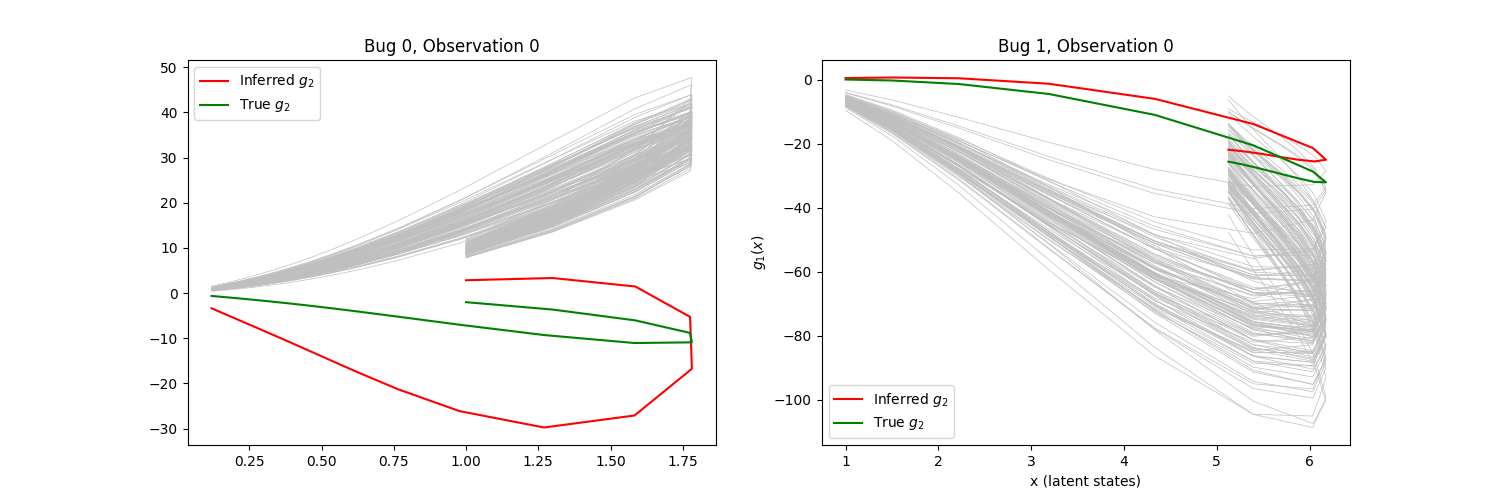 Bug 0, Observation 0
50
40
30
20
10
0
−10
−20
−30
0.25 0.50 0.75 1.00 1.25 1.50 1.75
Inferred g₂
True g₂
Bug 1, Observation 0
0
−20
−40
−60
−80
−100
g₁(x)
1 2 3 4 5 6
x (latent states)
Inferred g₂
True g₂